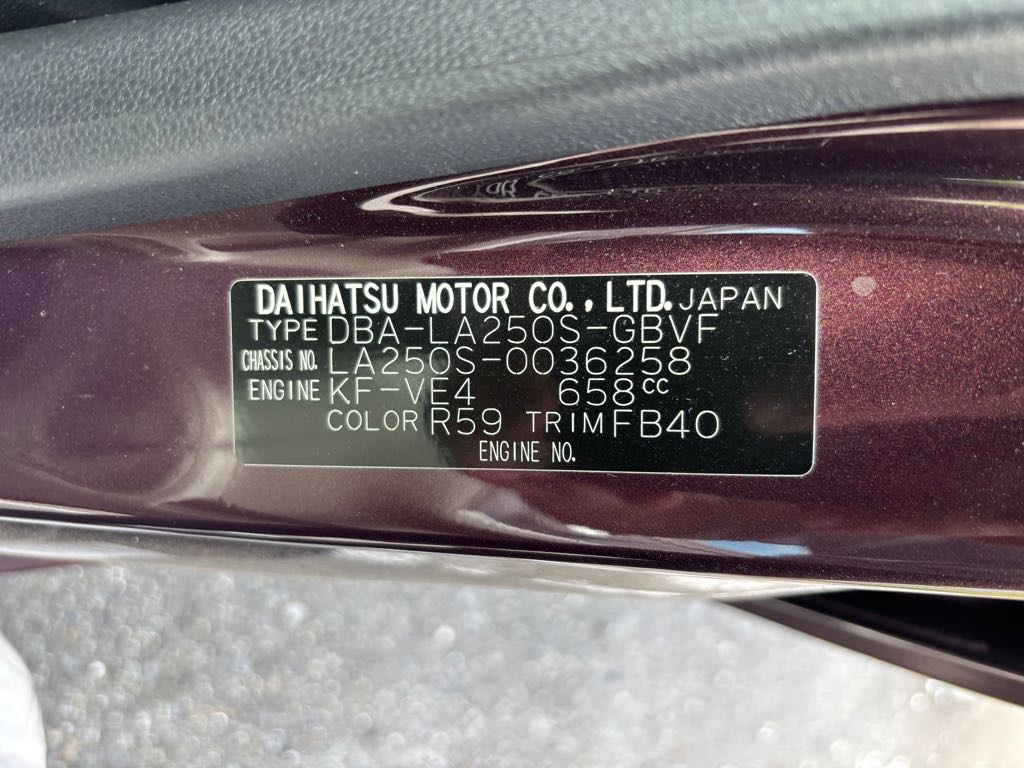 DAIHATSU MOTOR CO., LTD. JAPAN
TYPE DBA-LA250S-GBVF
CHASSIS NO. LA250S-0036258
ENGINE KF-VE4 658cc
COLOR R59 TRIM FB40
ENGINE NO.